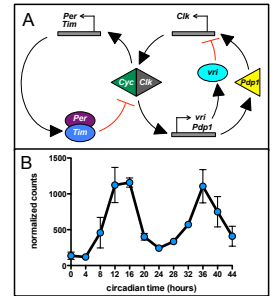 A
Per
Tim
Clk
Cyc Clk
vri
Pdp1
Per
Tim
vri
Pdp1
B
normalized counts
1500
1000
500
0
0 4 8 12 16 20 24 28 32 36 40 44
circadian time (hours)